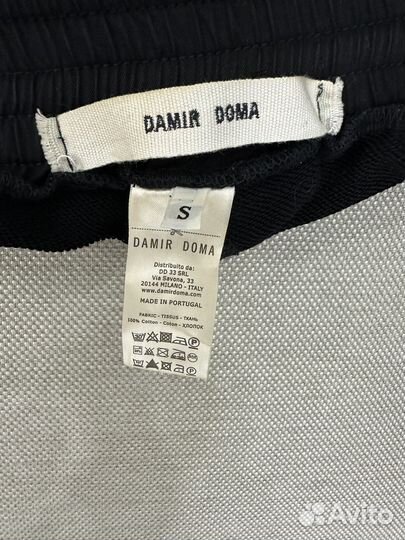 DAMIR DOMA
S
S
DAMIR DOMA
Distribuito da:
DD 33 SRL
Via Savona, 33
20144 MILANO - ITALY
www.damirdoma.com
MADE IN PORTUGAL
FABRIC - TISSUS - ТКАНЬ
100% Cotton - Coton - ХЛОПОК
Avito